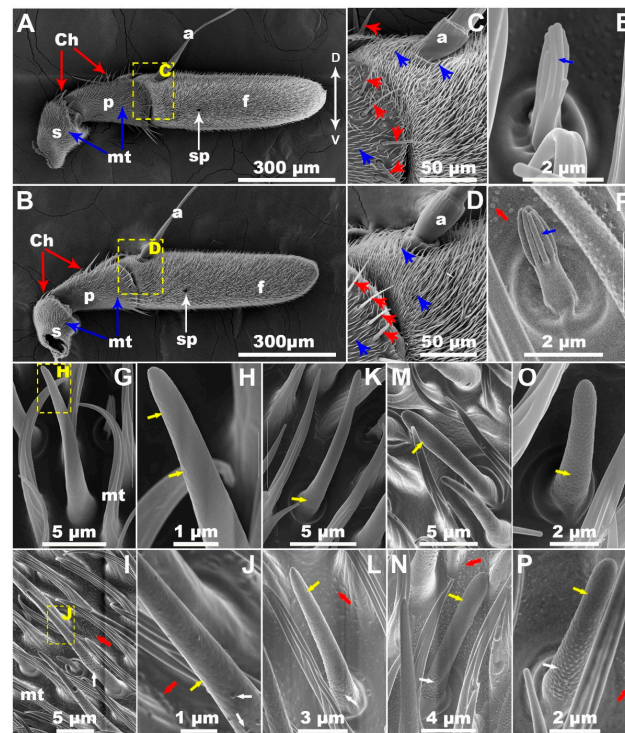 A
Ch
C
a
D
V
s
p
f
mt
sp
300 µm
C
a
50 µm
E
2 µm
B
Ch
D
a
s
p
f
mt
sp
300µm
D
a
50 µm
F
2 µm
G
H
mt
5 µm
H
1 µm
K
5 µm
M
5 µm
O
2 µm
I
J
mt
5 µm
J
1 µm
L
3 µm
N
4 µm
P
2 µm